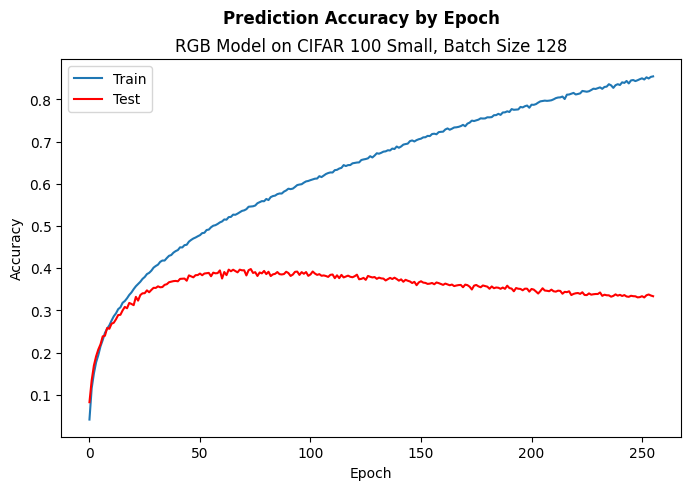 Prediction Accuracy by Epoch
RGB Model on CIFAR 100 Small, Batch Size 128
Train
Test
Accuracy
0.8
0.7
0.6
0.5
0.4
0.3
0.2
0.1
0 50 100 150 200 250
Epoch